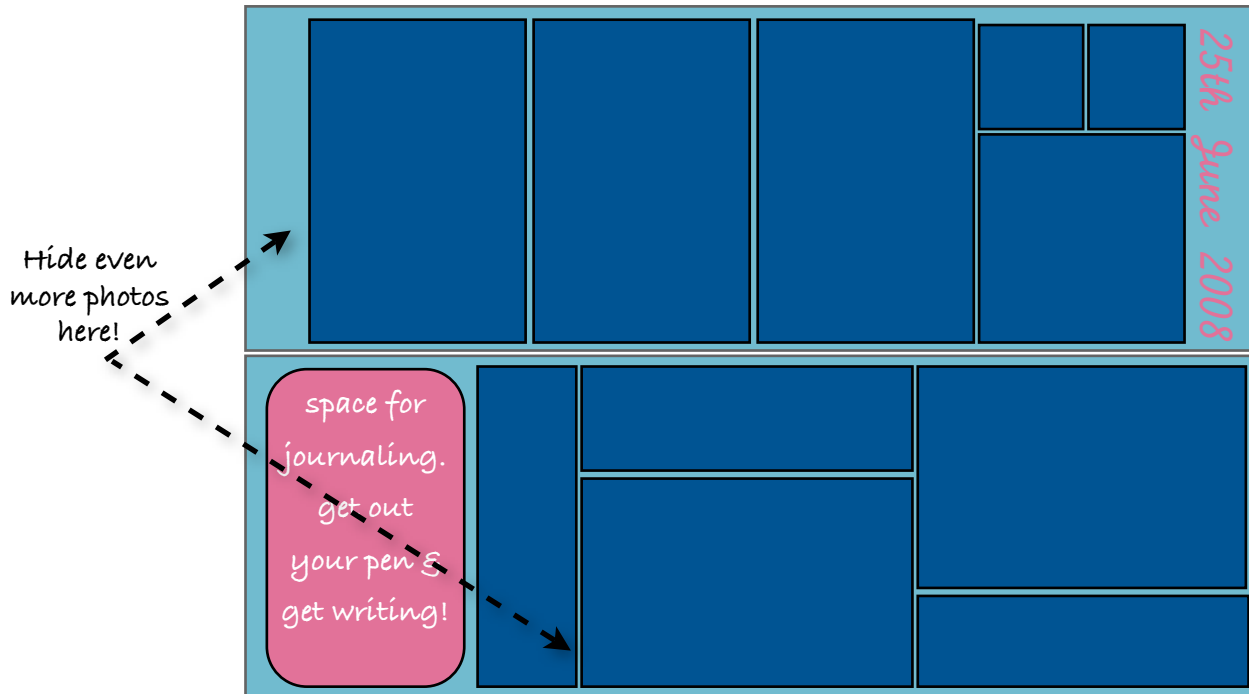 25th June 2008
Hide even
more photos
here!
space for
journaling.
get out
your pen &
get writing!